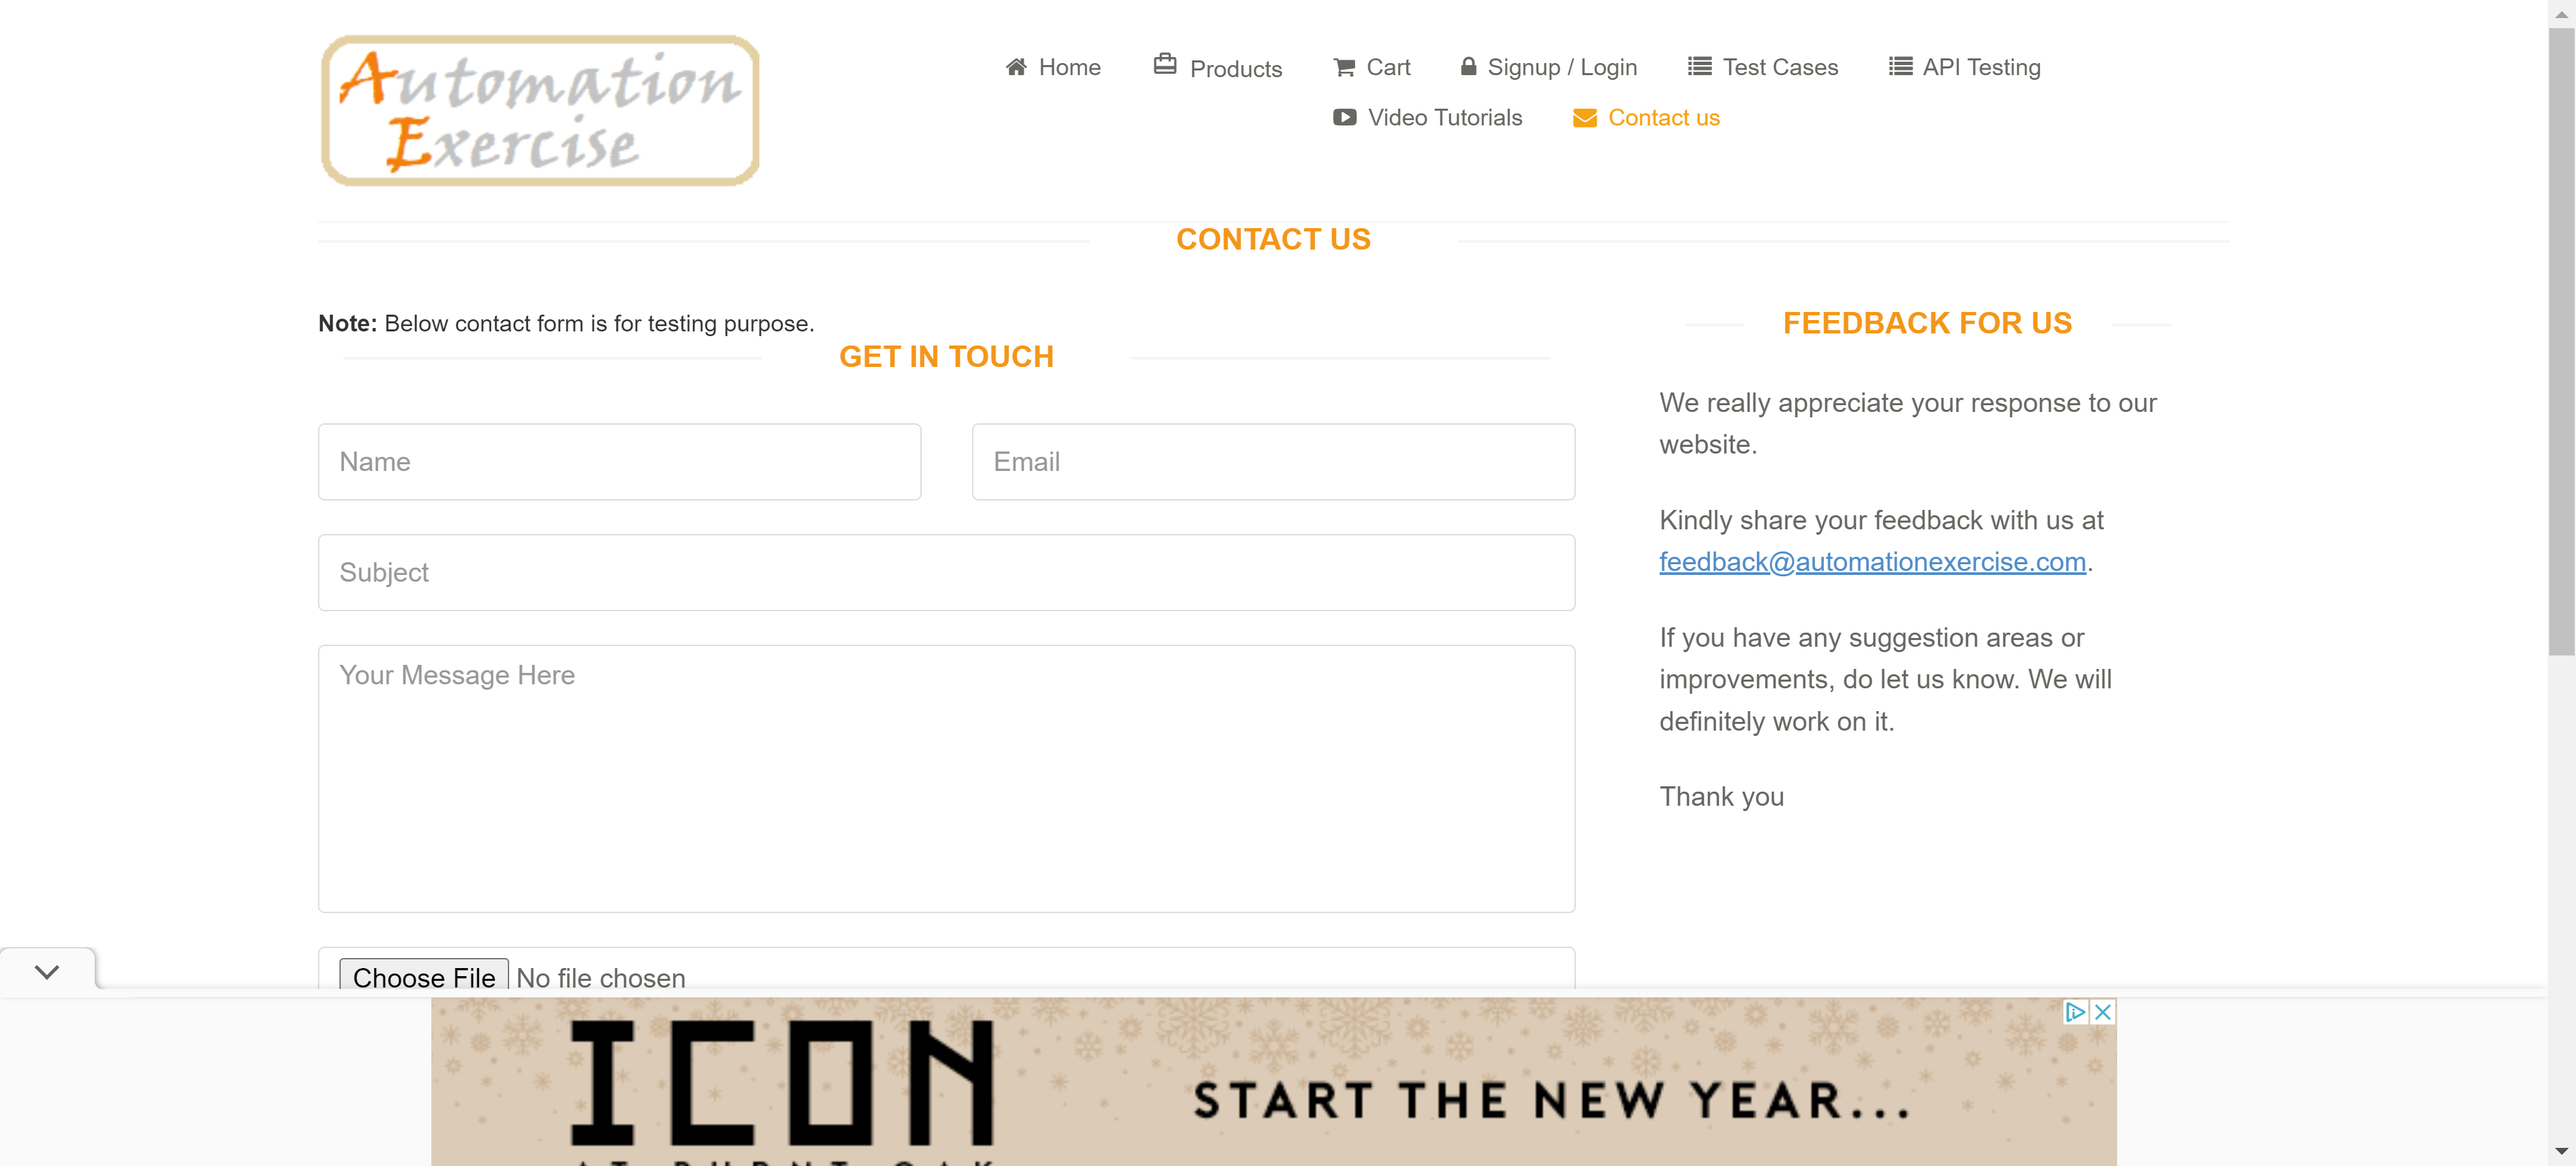 Automation
Exercise
Home
Products
Cart
Signup / Login
Test Cases
API Testing
Video Tutorials
Contact us
CONTACT US
Note: Below contact form is for testing purpose.
GET IN TOUCH
Name
Email
Subject
Your Message Here
Choose File No file chosen
FEEDBACK FOR US
We really appreciate your response to our
website.
Kindly share your feedback with us at
feedback@automationexercise.com.
If you have any suggestion areas or
improvements, do let us know. We will
definitely work on it.
Thank you
ICON
START THE NEW YEAR...